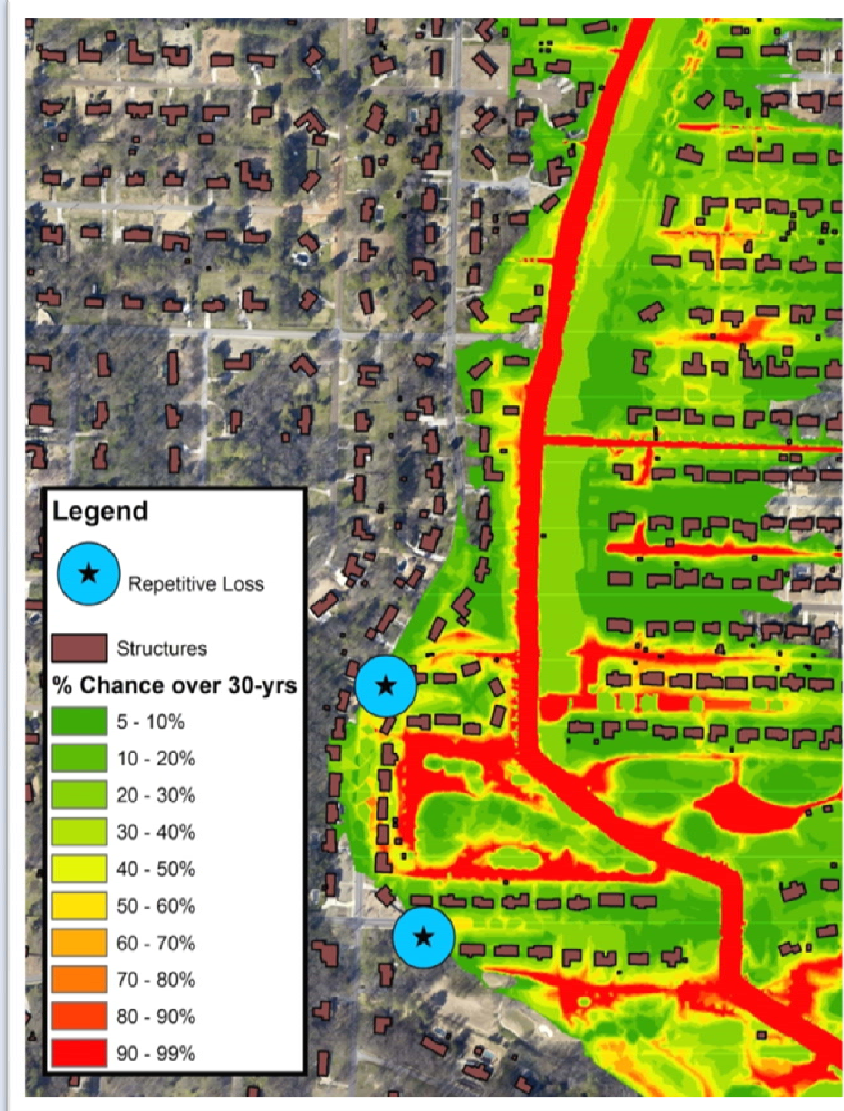 Legend
Repetitive Loss
Structures
% Chance over 30-yrs
5 - 10%
10 - 20%
20 - 30%
30 - 40%
40 - 50%
50 - 60%
60 - 70%
70 - 80%
80 - 90%
90 - 99%